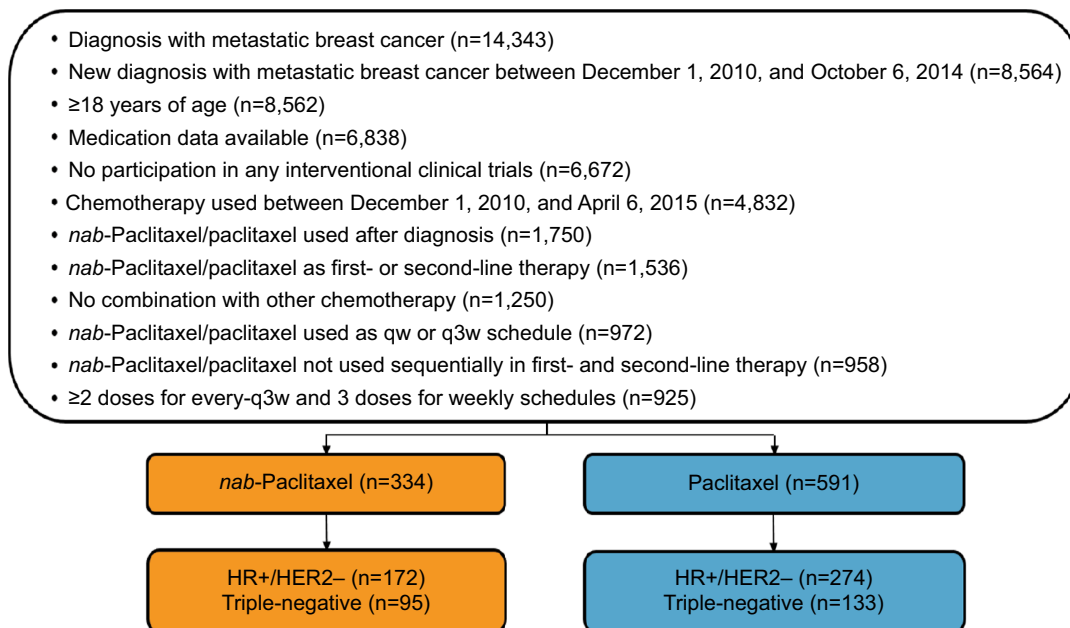 • Diagnosis with metastatic breast cancer (n=14,343)
• New diagnosis with metastatic breast cancer between December 1, 2010, and October 6, 2014 (n=8,564)
• ≥18 years of age (n=8,562)
• Medication data available (n=6,838)
• No participation in any interventional clinical trials (n=6,672)
• Chemotherapy used between December 1, 2010, and April 6, 2015 (n=4,832)
• nab-Paclitaxel/paclitaxel used after diagnosis (n=1,750)
• nab-Paclitaxel/paclitaxel as first- or second-line therapy (n=1,536)
• No combination with other chemotherapy (n=1,250)
• nab-Paclitaxel/paclitaxel used as qw or q3w schedule (n=972)
• nab-Paclitaxel/paclitaxel not used sequentially in first- and second-line therapy (n=958)
• ≥2 doses for every-q3w and 3 doses for weekly schedules (n=925)
nab-Paclitaxel (n=334)
Paclitaxel (n=591)
HR+/HER2– (n=172)
Triple-negative (n=95)
HR+/HER2– (n=274)
Triple-negative (n=133)